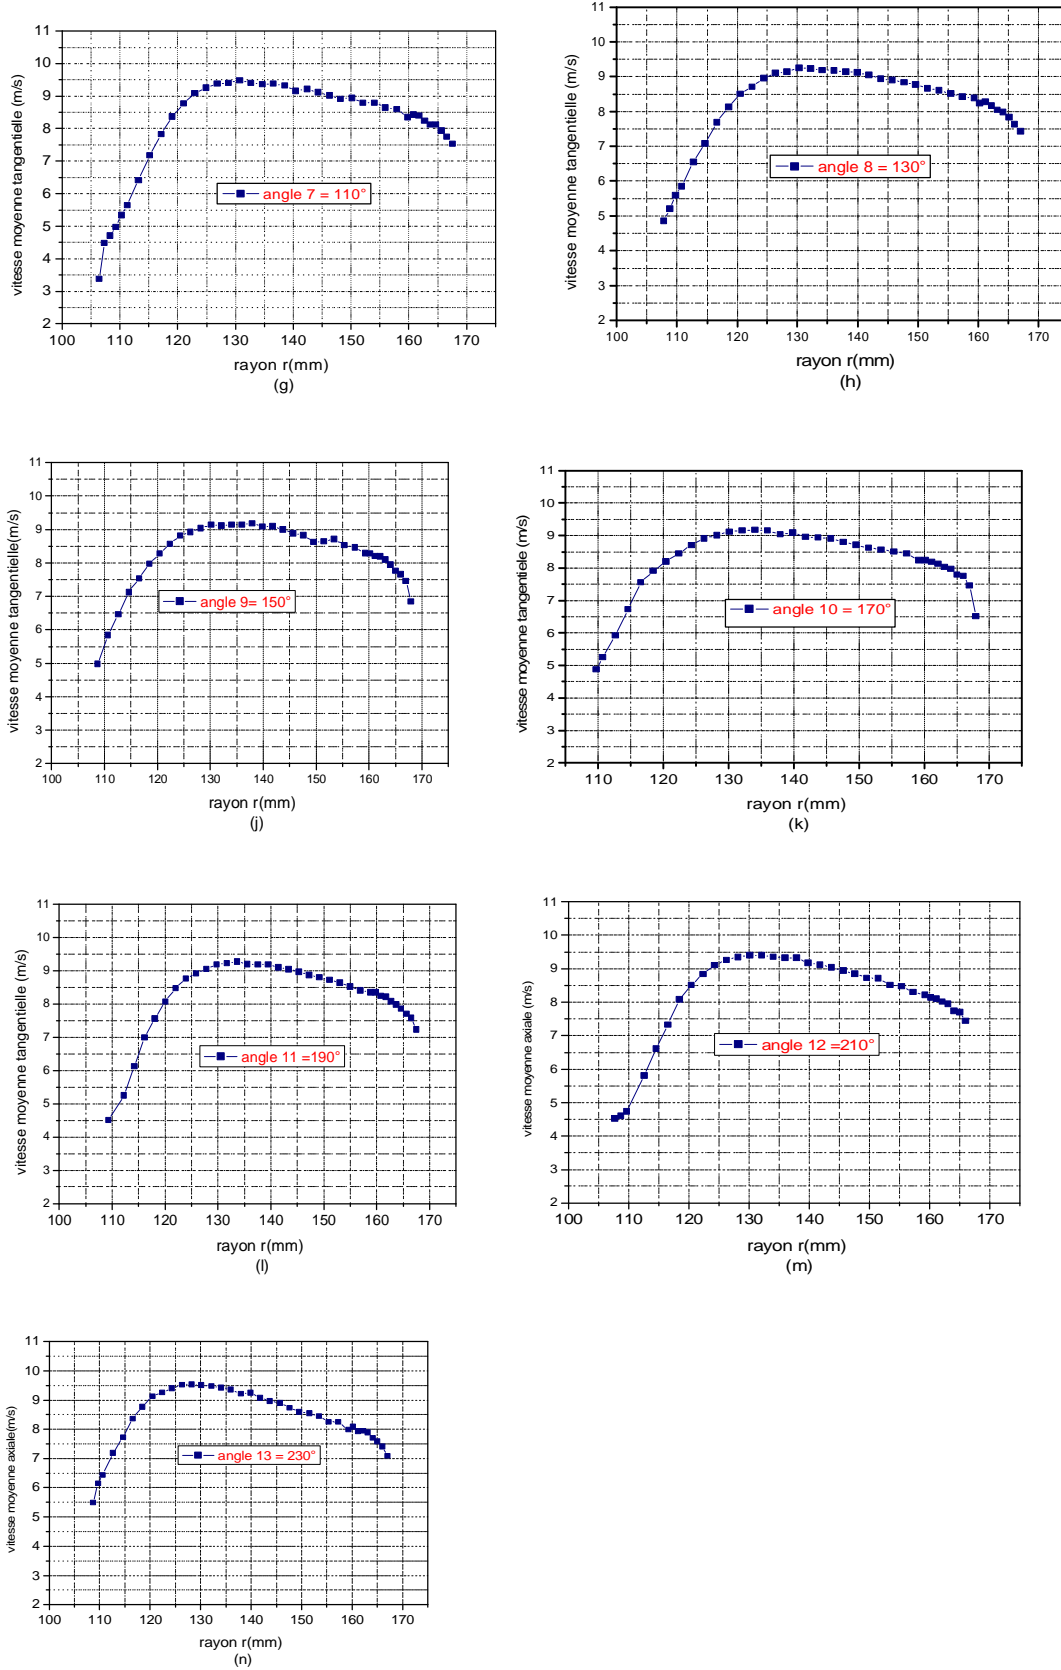 11
10
9
8
7
6
5
4
3
2
100 110 120 130 140 150 160 170
vitesse moyenne tangentielle (m/s)
angle 7 = 110°
rayon r(mm)
(g)
11
10
9
8
7
6
5
4
3
2
100 110 120 130 140 150 160 170
vitesse moyenne tangentielle (m/s)
angle 8 = 130°
rayon r(mm)
(h)
11
10
9
8
7
6
5
4
3
2
100 110 120 130 140 150 160 170
vitesse moyenne tangentielle(m/s)
angle 9= 150°
rayon r(mm)
(j)
11
10
9
8
7
6
5
4
3
2
110 120 130 140 150 160 170
vitesse moyenne tangentielle (m/s)
angle 10 = 170°
rayon r(mm)
(k)
11
10
9
8
7
6
5
4
3
2
100 110 120 130 140 150 160 170
vitesse moyenne tangentielle (m/s)
angle 11 =190°
rayon r(mm)
(l)
11
10
9
8
7
6
5
4
3
2
100 110 120 130 140 150 160 170
vitesse moyenne axiale (m/s)
angle 12 =210°
rayon r(mm)
(m)
11
10
9
8
7
6
5
4
3
2
100 110 120 130 140 150 160 170
vitesse moyenne axiale(m/s)
angle 13 = 230°
rayon r(mm)
(n)